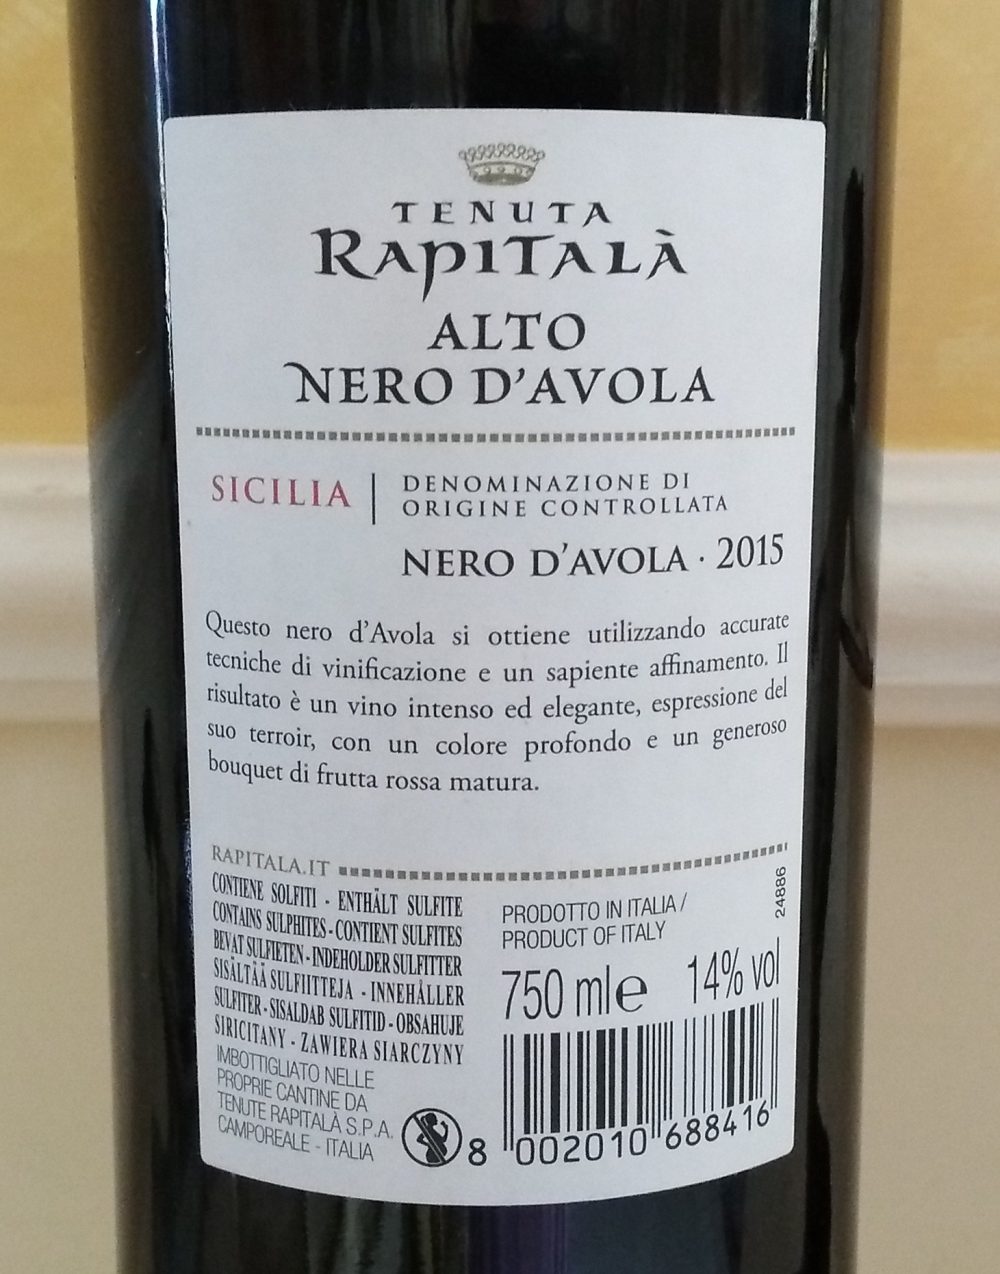 TENUTA
RAPITALÀ
ALTO
NERO D'AVOLA
SICILIA
DENOMINAZIONE DI
ORIGINE CONTROLLATA
NERO D'AVOLA · 2015
Questo nero d'Avola si ottiene utilizzando accurate
tecniche di vinificazione e un sapiente affinamento. Il
risultato è un vino intenso ed elegante, espressione del
suo terroir, con un colore profondo e un generoso
bouquet di frutta rossa matura.
RAPITALA.IT
CONTIENE SOLFITI - ENTHÄLT SULFITE
CONTAINS SULPHITES - CONTIENT SULFITES
BEVAT SULFIETEN - INDEHOLDER SULFITTER
SISÄLTÄÄ SULFIITTEJA - INNEHÅLLER
SULFITER - SISALDAB SULFITID - OBSAHUJE
SIRICITANY - ZAWIERA SIARCZYNY
IMBOTTIGLIATO NELLE
PROPRIE CANTINE DA
TENUTE RAPITALÀ S.P.A.
CAMPOREALE - ITALIA
PRODOTTO IN ITALIA /
PRODUCT OF ITALY
24886
750 ml e 14% vol
8 002010 688416